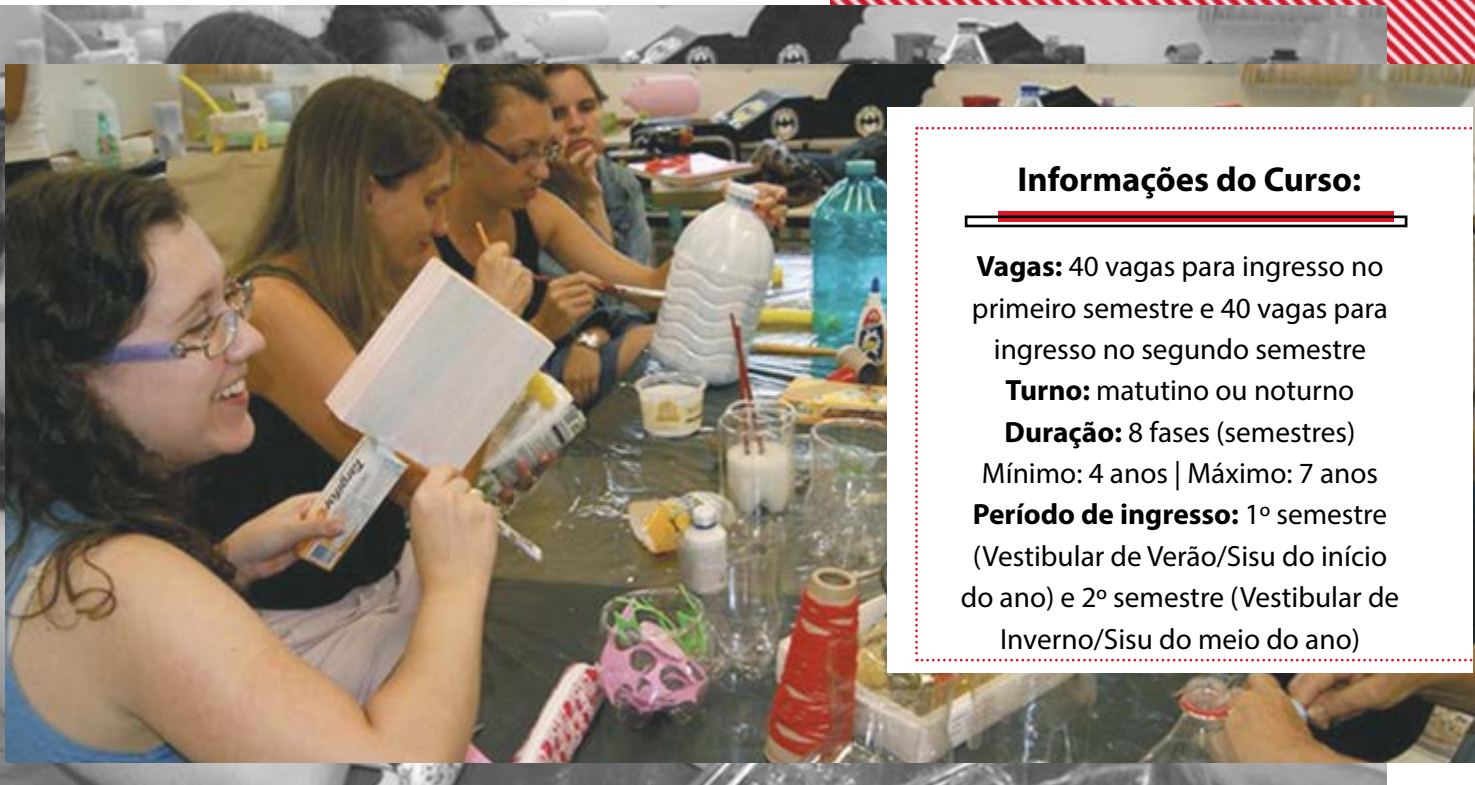 Informações do Curso:
Vagas: 40 vagas para ingresso no
primeiro semestre e 40 vagas para
ingresso no segundo semestre
Turno: matutino ou noturno
Duração: 8 fases (semestres)
Mínimo: 4 anos | Máximo: 7 anos
Período de ingresso: 1º semestre
(Vestibular de Verão/Sisu do início
do ano) e 2º semestre (Vestibular de
Inverno/Sisu do meio do ano)